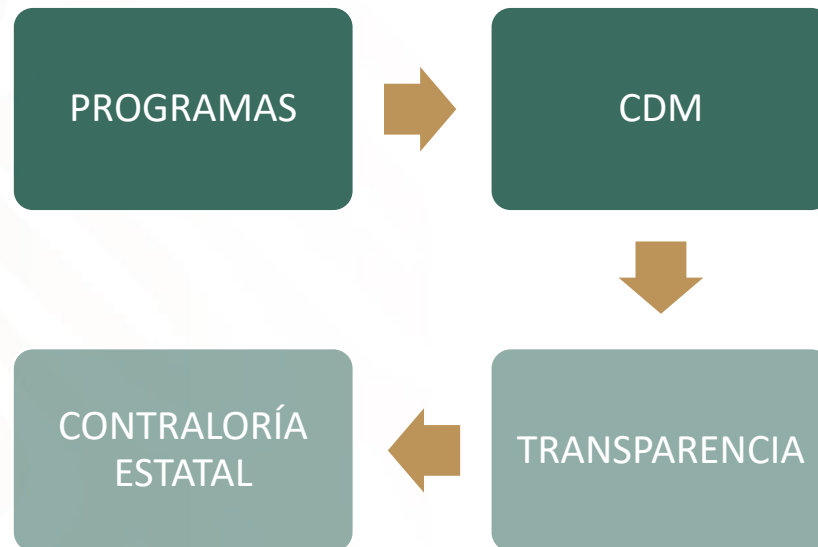 PROGRAMAS
CDM
TRANSPARENCIA
CONTRALORÍA
ESTATAL